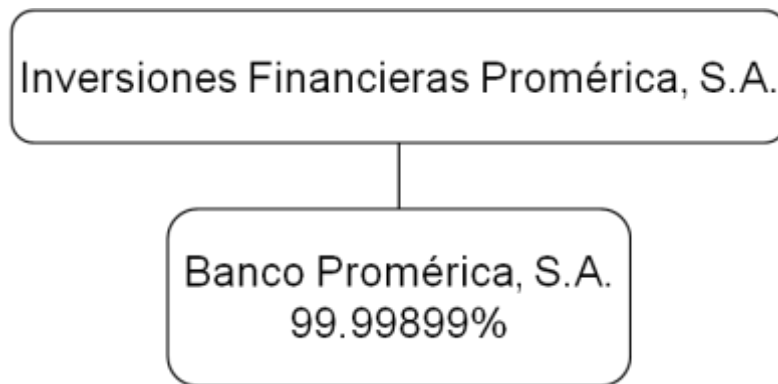 Inversiones Financieras Promérica, S.A.
Banco Promérica, S.A.
99.99899%